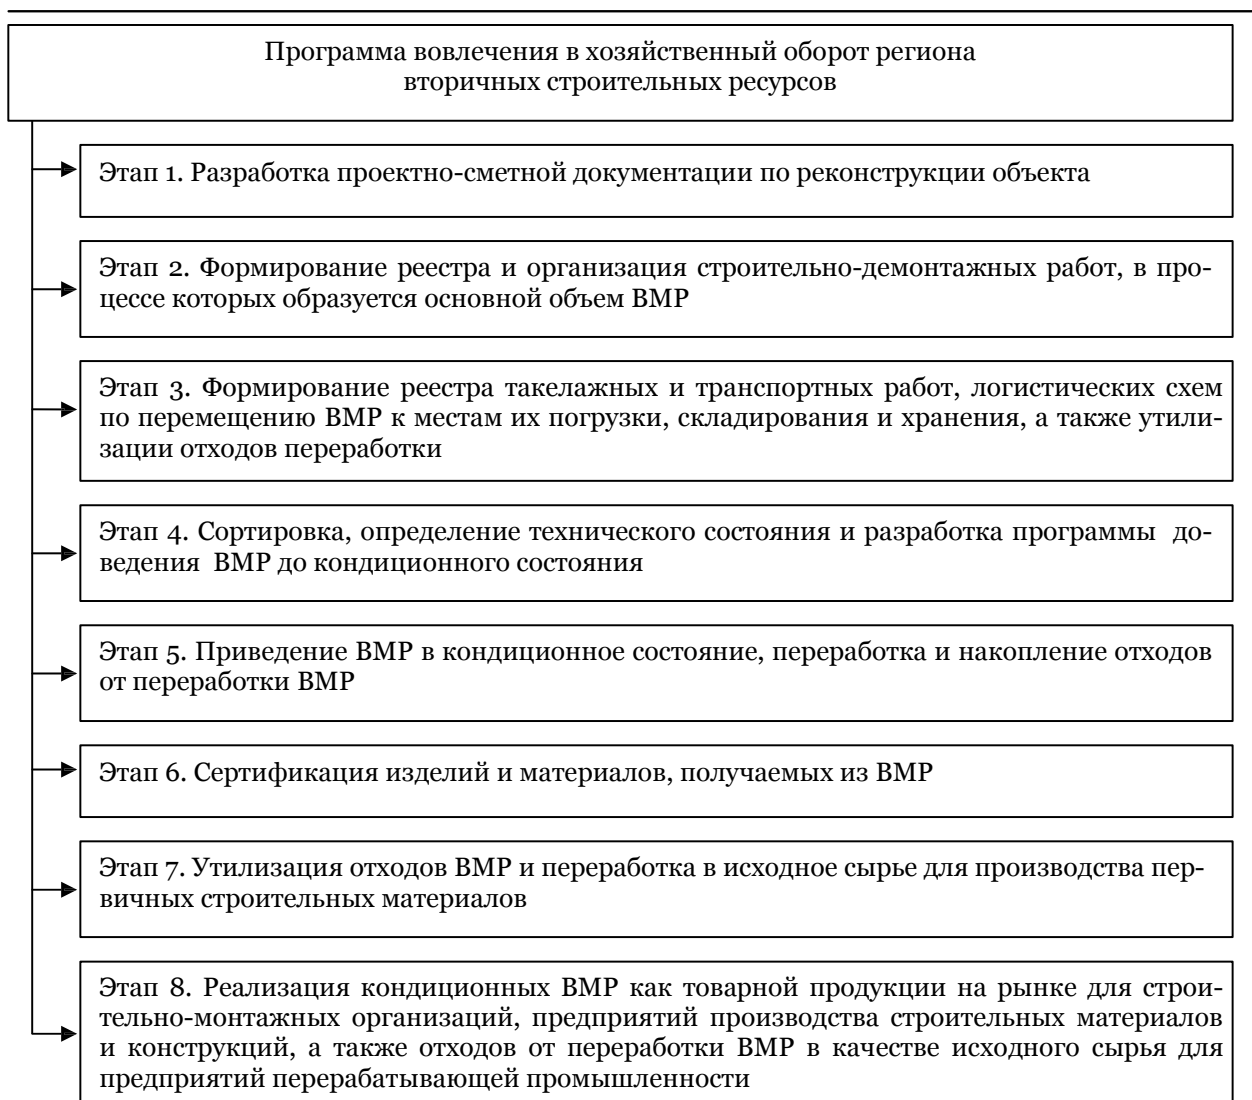 Программа вовлечения в хозяйственный оборот региона
вторичных строительных ресурсов
Этап 1. Разработка проектно-сметной документации по реконструкции объекта
Этап 2. Формирование реестра и организация строительно-демонтажных работ, в про-
цессе которых образуется основной объем ВМР
Этап 3. Формирование реестра такелажных и транспортных работ, логистических схем
по перемещению ВМР к местам их погрузки, складирования и хранения, а также утили-
зации отходов переработки
Этап 4. Сортировка, определение технического состояния и разработка программы до-
ведения ВМР до кондиционного состояния
Этап 5. Приведение ВМР в кондиционное состояние, переработка и накопление отходов
от переработки ВМР
Этап 6. Сертификация изделий и материалов, получаемых из ВМР
Этап 7. Утилизация отходов ВМР и переработка в исходное сырье для производства пер-
вичных строительных материалов
Этап 8. Реализация кондиционных ВМР как товарной продукции на рынке для строи-
тельно-монтажных организаций, предприятий производства строительных материалов
и конструкций, а также отходов от переработки ВМР в качестве исходного сырья для
предприятий перерабатывающей промышленности